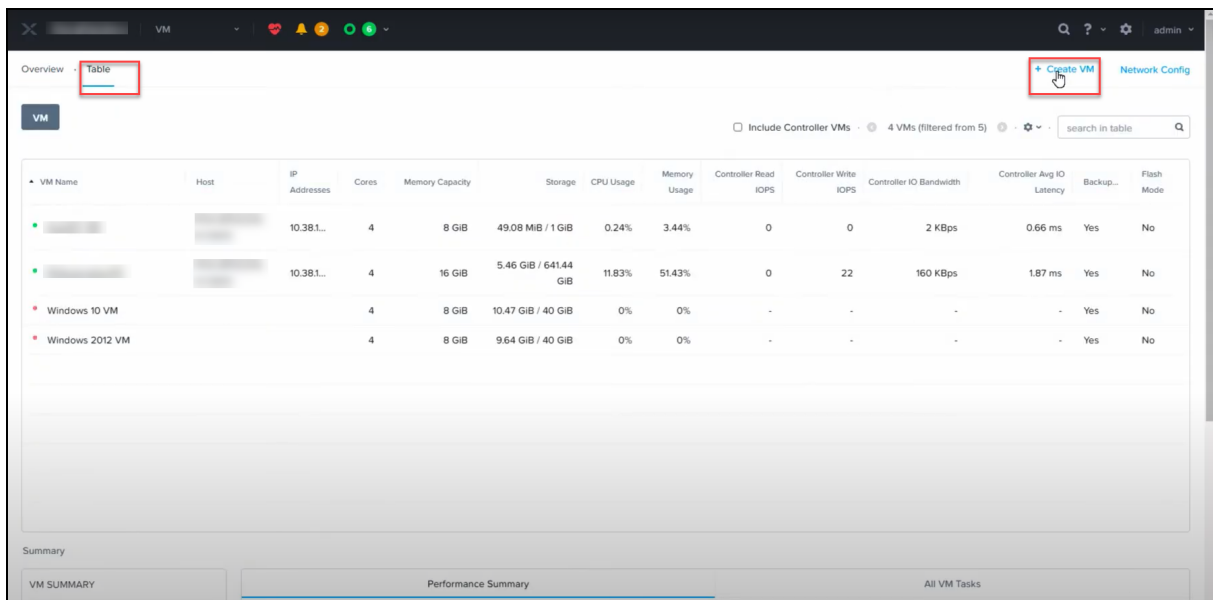 VM 2 6 ? admin
Overview · Table + Create VM Network Config
VM
Include Controller VMs · 4 VMs (filtered from 5) · · search in table
VM Name Host IP Addresses Cores Memory Capacity Storage CPU Usage Memory Usage Controller Read IOPS Controller Write IOPS Controller IO Bandwidth Controller Avg IO Latency Backup... Flash Mode
10.38.1... 4 8 GiB 49.08 MiB / 1 GiB 0.24% 3.44% 0 0 2 KBps 0.66 ms Yes No
10.38.1... 4 16 GiB 5.46 GiB / 641.44 GiB 11.83% 51.43% 0 22 160 KBps 1.87 ms Yes No
Windows 10 VM 4 8 GiB 10.47 GiB / 40 GiB 0% 0% - - - - Yes No
Windows 2012 VM 4 8 GiB 9.64 GiB / 40 GiB 0% 0% - - - - Yes No
Summary
VM SUMMARY Performance Summary All VM Tasks